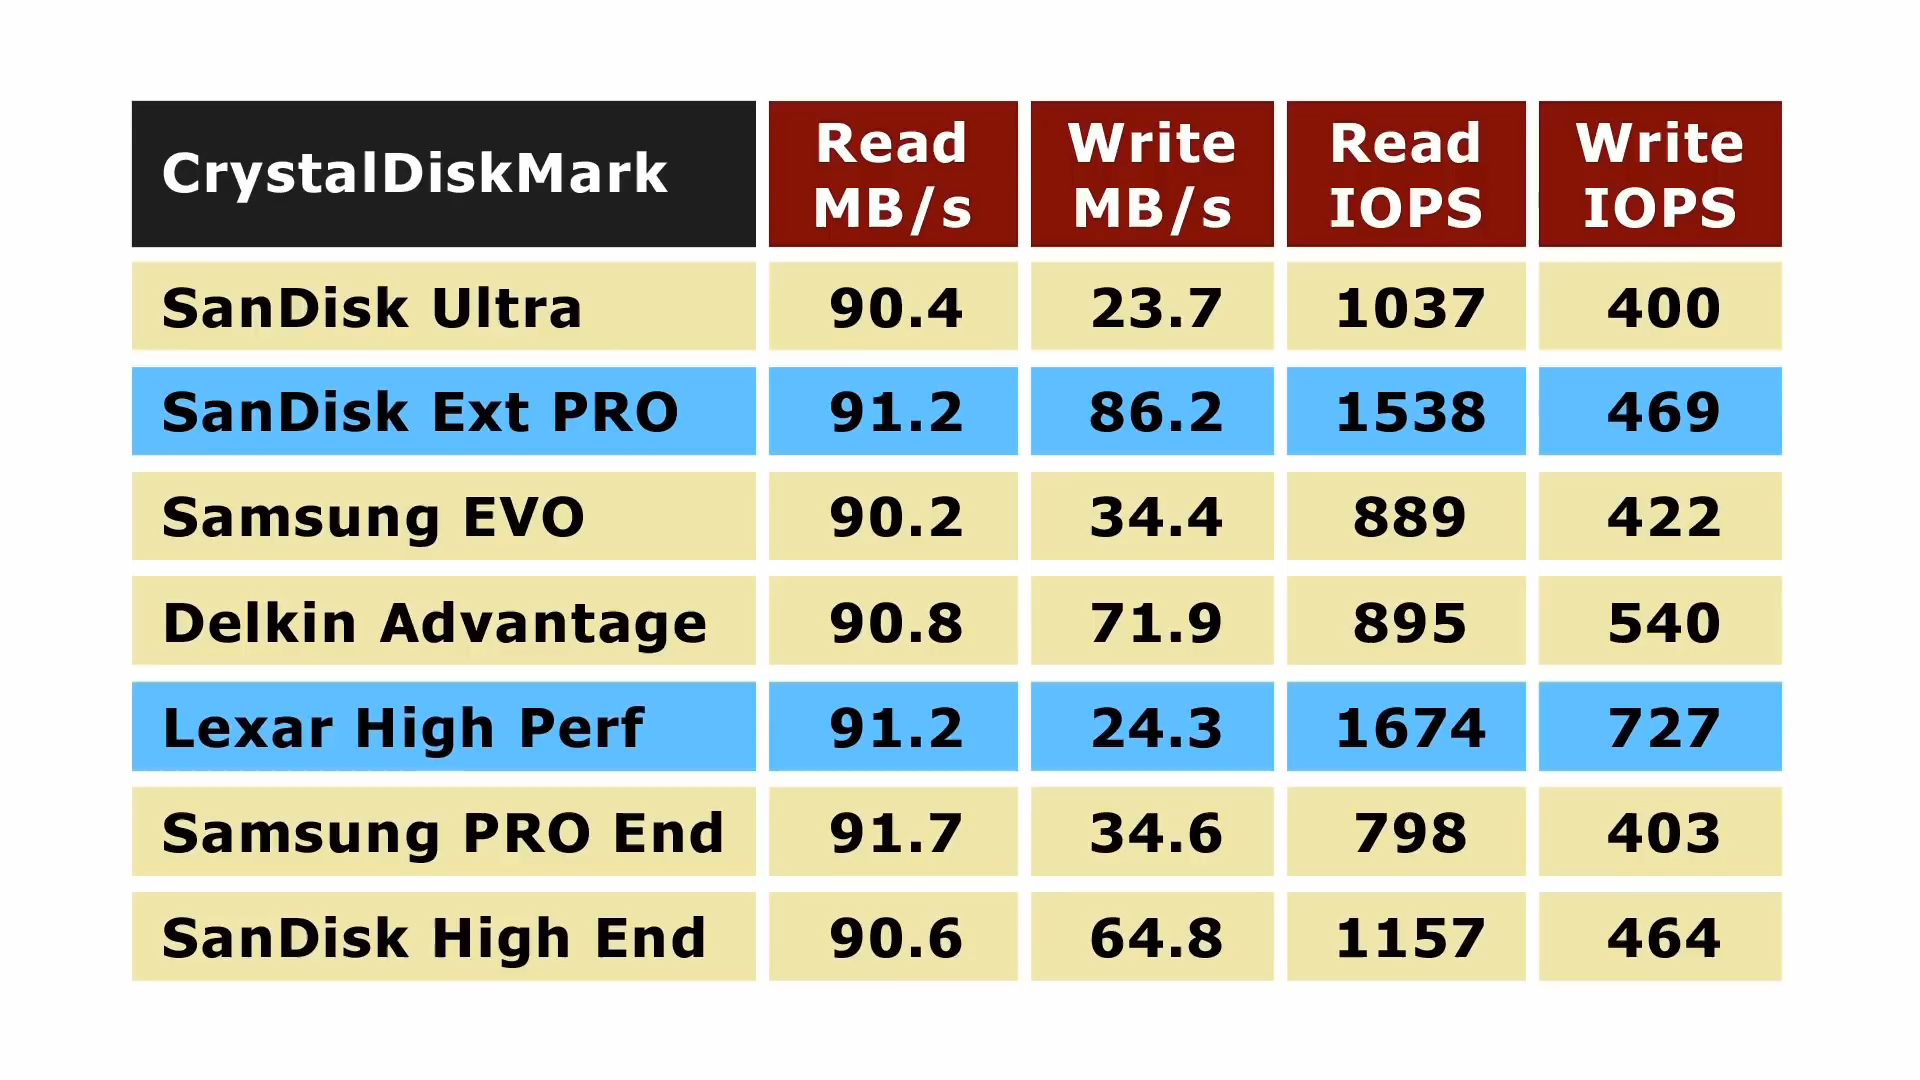 CrystalDiskMark Read MB/s Write MB/s Read IOPS Write IOPS
SanDisk Ultra 90.4 23.7 1037 400
SanDisk Ext PRO 91.2 86.2 1538 469
Samsung EVO 90.2 34.4 889 422
Delkin Advantage 90.8 71.9 895 540
Lexar High Perf 91.2 24.3 1674 727
Samsung PRO End 91.7 34.6 798 403
SanDisk High End 90.6 64.8 1157 464